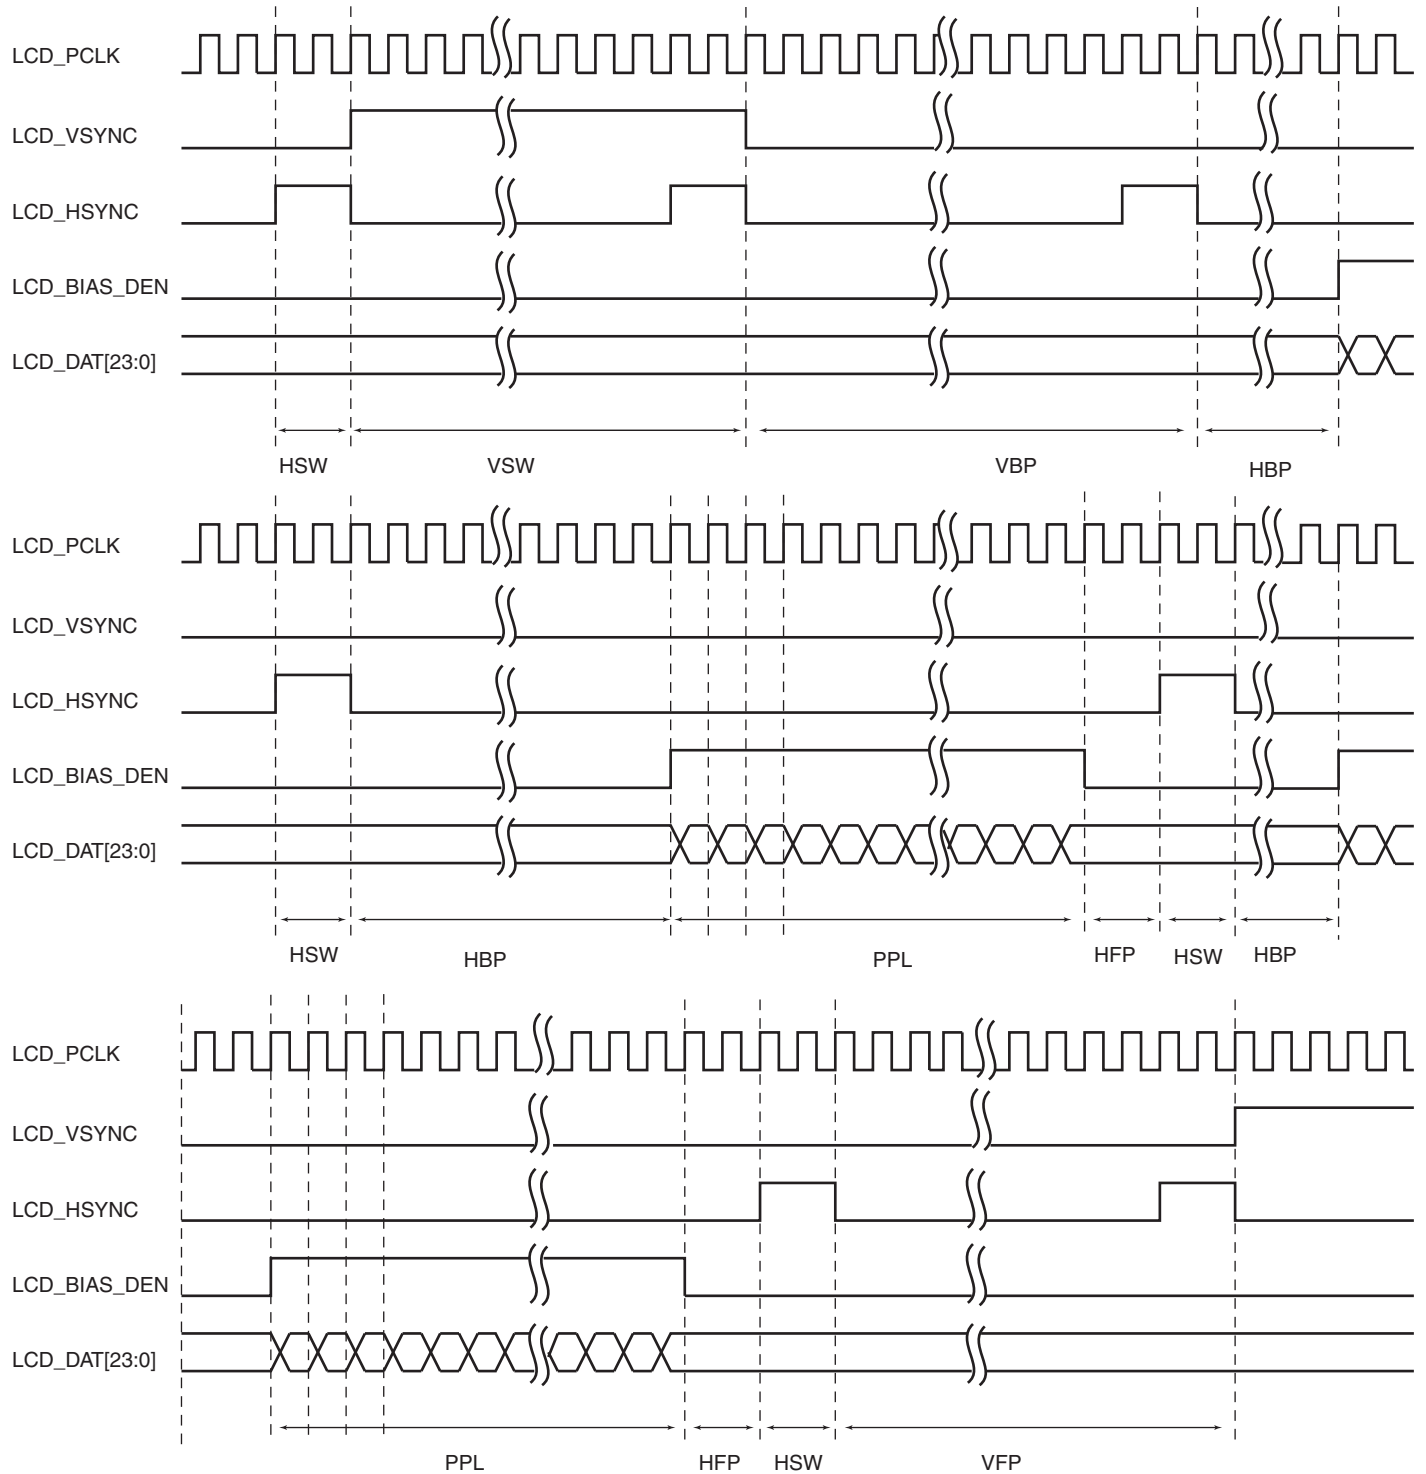 LCD_PCLK
LCD_VSYNC
LCD_HSYNC
LCD_BIAS_DEN
LCD_DAT[23:0]
HSW VSW VBP HBP
LCD_PCLK
LCD_VSYNC
LCD_HSYNC
LCD_BIAS_DEN
LCD_DAT[23:0]
HSW HBP PPL HFP HSW HBP
LCD_PCLK
LCD_VSYNC
LCD_HSYNC
LCD_BIAS_DEN
LCD_DAT[23:0]
PPL HFP HSW VFP